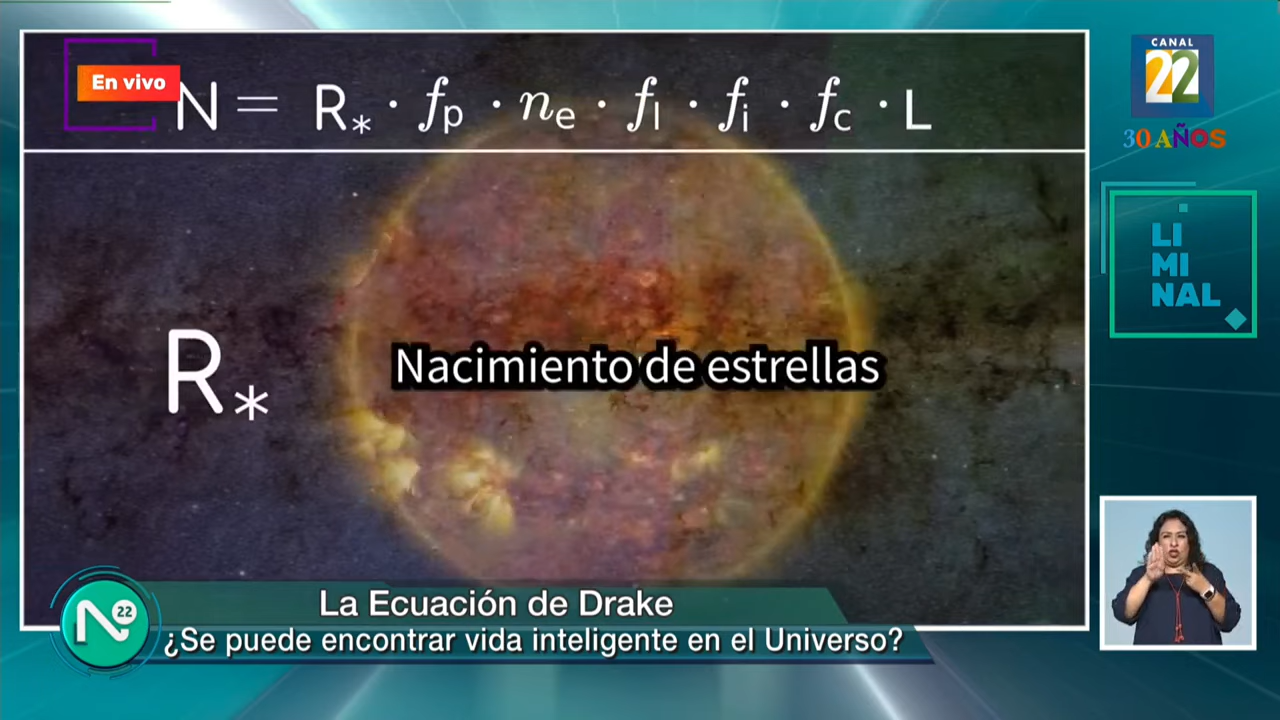 En vivo
N = R* · fp · ne · fl · fi · fc · L
CANAL
22
30 AÑOS
LI
MI
NAL
R*
Nacimiento de estrellas
N 22
La Ecuación de Drake
¿Se puede encontrar vida inteligente en el Universo?